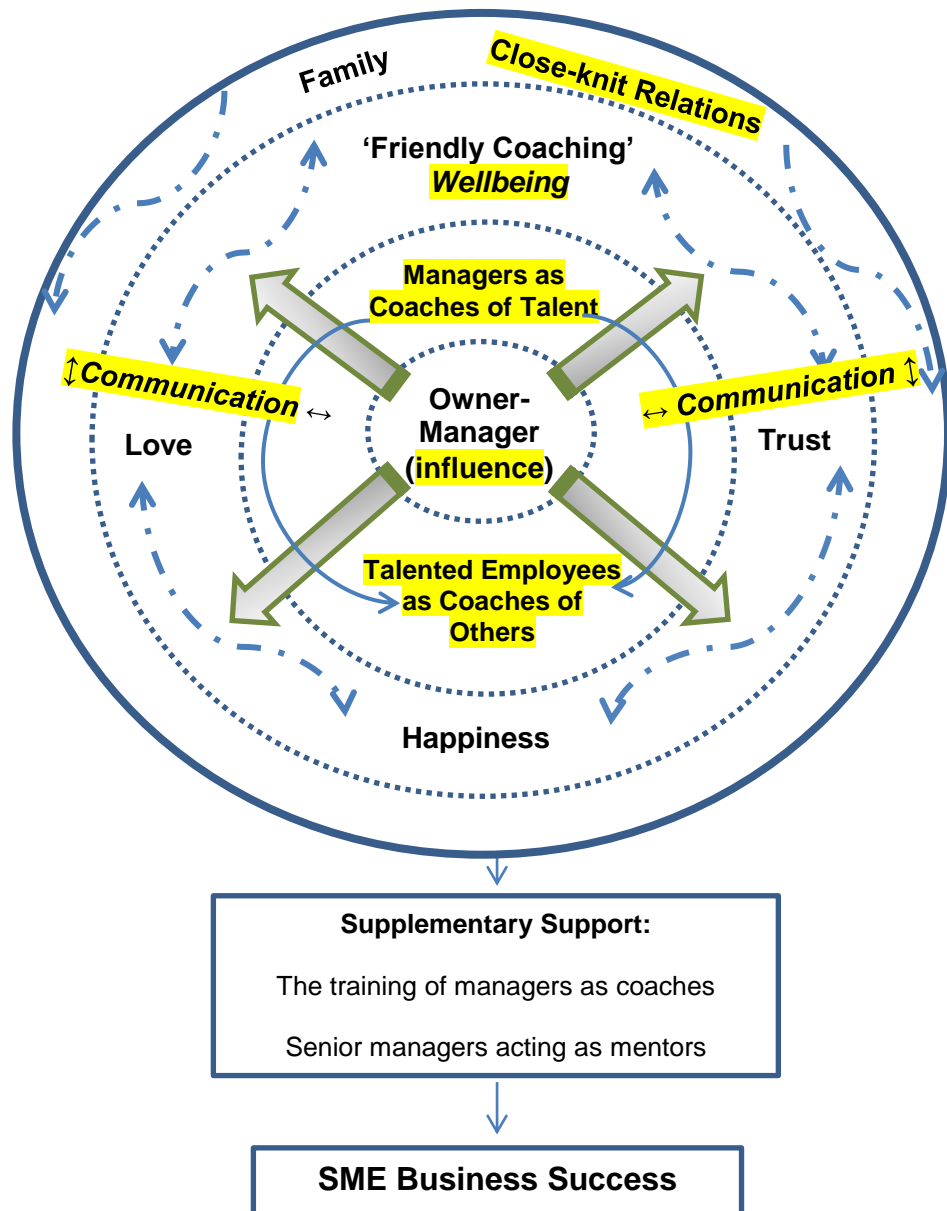 Family
Close-knit Relations
‘Friendly Coaching’
Wellbeing
Managers as
Coaches of Talent
↕Communication ↔
↔ Communication ↕
Owner-
Manager
(influence)
Love
Trust
Talented Employees
as Coaches of
Others
Happiness
Supplementary Support:
The training of managers as coaches
Senior managers acting as mentors
SME Business Success